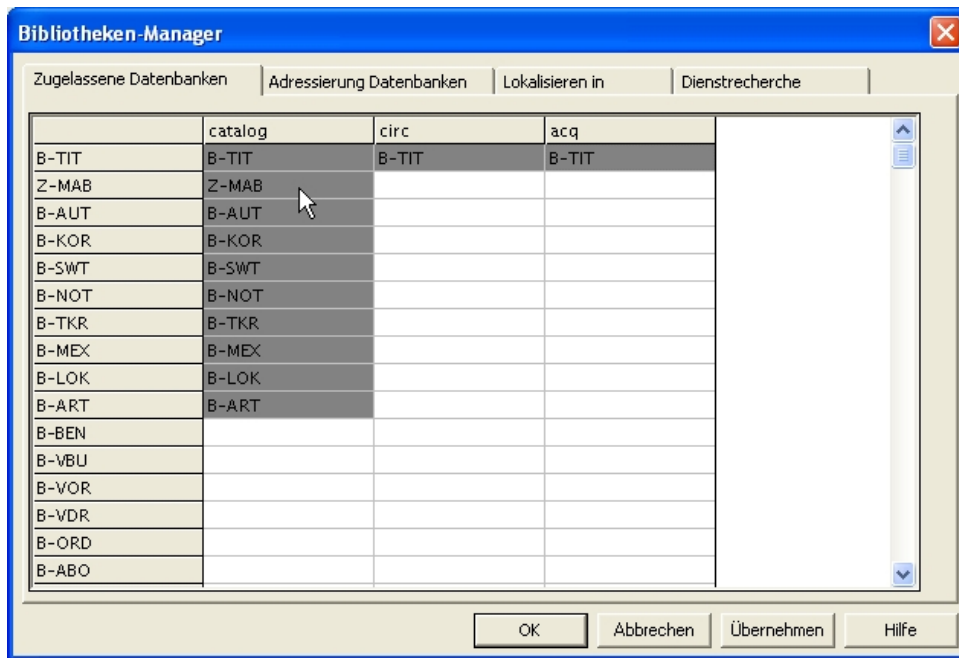 Bibliotheken-Manager
Zugelassene Datenbanken Adressierung Datenbanken Lokalisieren in Dienstrecherche
catalog circ acq
B-TIT B-TIT B-TIT B-TIT
Z-MAB Z-MAB
B-AUT B-AUT
B-KOR B-KOR
B-SWT B-SWT
B-NOT B-NOT
B-TKR B-TKR
B-MEX B-MEX
B-LOK B-LOK
B-ART B-ART
B-BEN
B-VBU
B-VOR
B-VDR
B-ORD
B-ABO
OK Abbrechen Übernehmen Hilfe